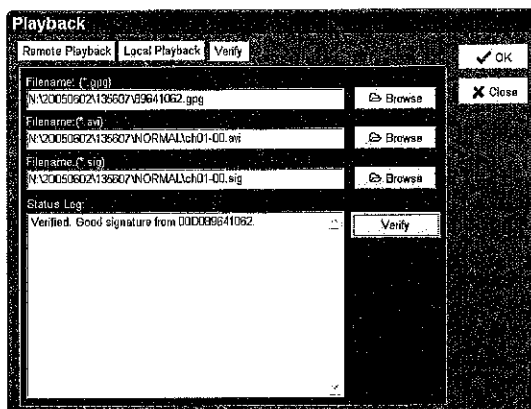 Playback
Remote Playback Local Playback Verify
OK
Close
Filename: (*.gpg)
N:\20050602\135607\89641062.gpg
Browse
Filename:(*.avi)
N:\20050602\135607\NORMAL\ch01-00.avi
Browse
Filename:(*.sig)
N:\20050602\135607\NORMAL\ch01-00.sig
Browse
Status Log:
Verified. Good signature from 00D089641062.
Verify